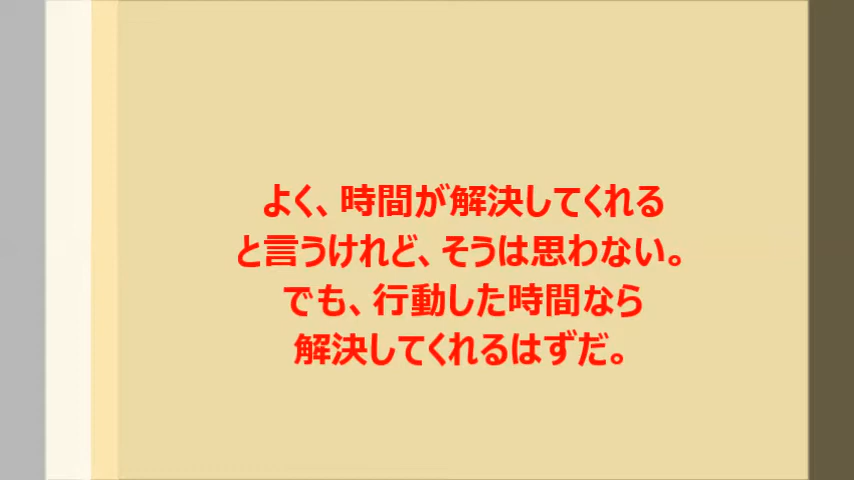 よく、時間が解決してくれる
と言うけれど、そうは思わない。
でも、行動した時間なら
解決してくれるはずだ。